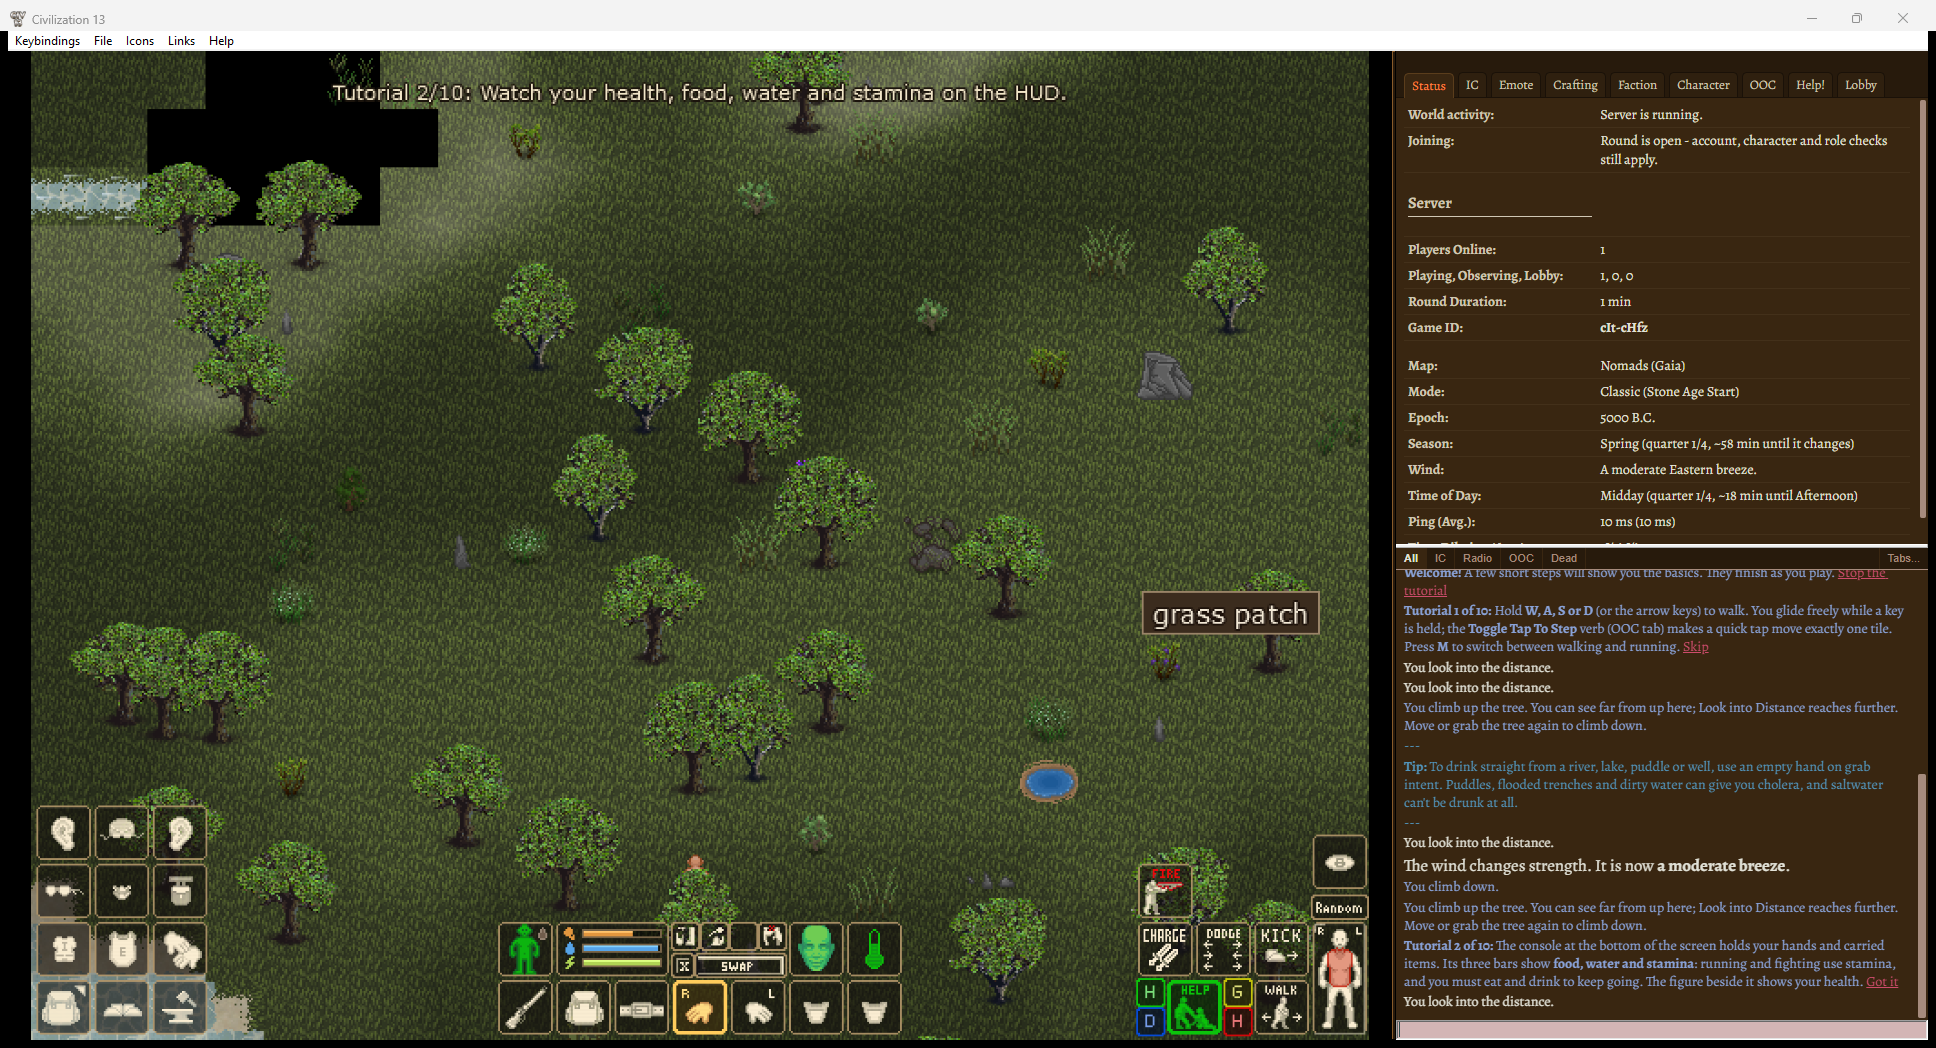 Civilization 13
Keybindings File Icons Links Help
Tutorial 2/10: Watch your health, food, water and stamina on the HUD.
grass patch
FIRE
B
Random
CHARGE
DODGE
KICK
R L
X
SWAP
R
L
I
E
H
HELP
G
WALK
D
H
Status IC Emote Crafting Faction Character OOC Help! Lobby
World activity: Server is running.
Joining: Round is open - account, character and role checks
still apply.
Server
Players Online: 1
Playing, Observing, Lobby: 1, 0, 0
Round Duration: 1 min
Game ID: cIt-cHfz
Map: Nomads (Gaia)
Mode: Classic (Stone Age Start)
Epoch: 5000 B.C.
Season: Spring (quarter 1/4, ~58 min until it changes)
Wind: A moderate Eastern breeze.
Time of Day: Midday (quarter 1/4, ~18 min until Afternoon)
Ping (Avg.): 10 ms (10 ms)
All IC Radio OOC Dead Tabs...
Welcome! A few short steps will show you the basics. They finish as you play. Stop the
tutorial
Tutorial 1 of 10: Hold W, A, S or D (or the arrow keys) to walk. You glide freely while a key
is held; the Toggle Tap To Step verb (OOC tab) makes a quick tap move exactly one tile.
Press M to switch between walking and running. Skip
You look into the distance.
You look into the distance.
You climb up the tree. You can see far from up here; Look into Distance reaches further.
Move or grab the tree again to climb down.
---
Tip: To drink straight from a river, lake, puddle or well, use an empty hand on grab
intent. Puddles, flooded trenches and dirty water can give you cholera, and saltwater
can't be drunk at all.
---
You look into the distance.
The wind changes strength. It is now a moderate breeze.
You climb down.
You climb up the tree. You can see far from up here; Look into Distance reaches further.
Move or grab the tree again to climb down.
Tutorial 2 of 10: The console at the bottom of the screen holds your hands and carried
items. Its three bars show food, water and stamina: running and fighting use stamina,
and you must eat and drink to keep going. The figure beside it shows your health. Got it
You look into the distance.